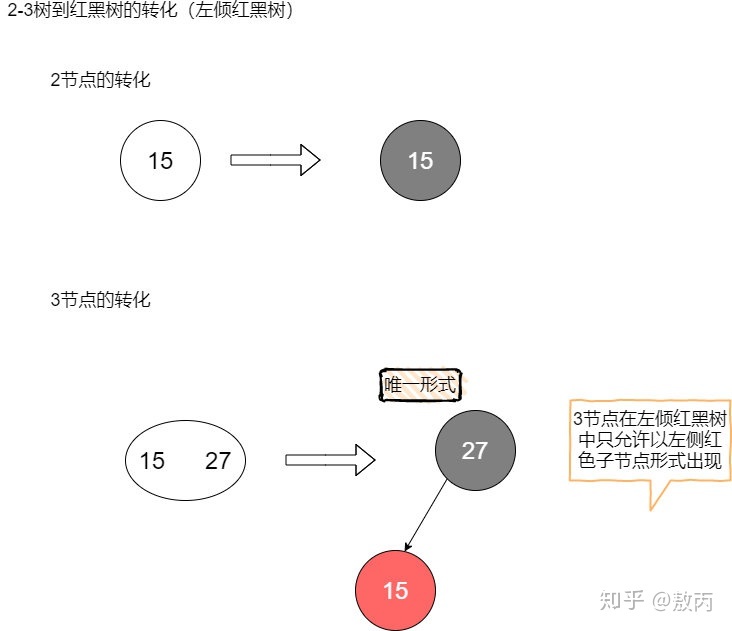 2-3树到红黑树的转化（左倾红黑树）
2节点的转化
15
15
3节点的转化
唯一形式
15 27
27
3节点在左倾红黑树
中只允许以左侧红
色子节点形式出现
15
知乎 @敖丙